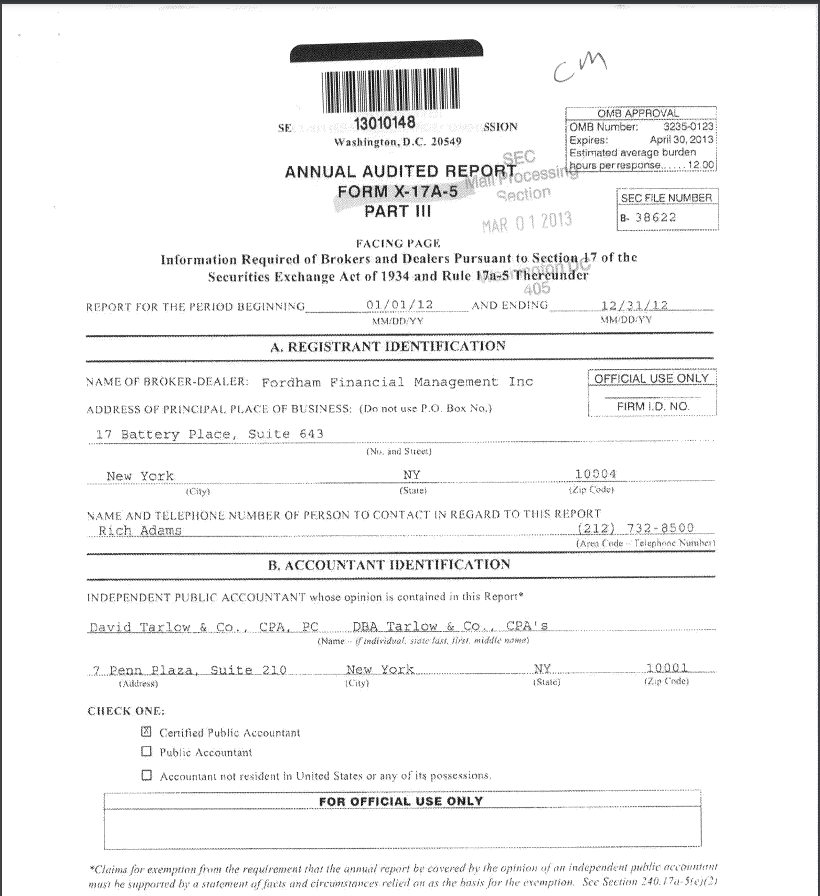 CM
13010148
SE SSION
Washington, D.C. 20549
OMB APPROVAL
OMB Number: 3235-0123
Expires: April 30, 2013
Estimated average burden
hours per response......12.00
ANNUAL AUDITED REPORT
FORM X-17A-5
PART III
SEC
Mail Processing
Section
MAR 01 2013
Washington DC
405
SEC FILE NUMBER
8- 38622
FACING PAGE
Information Required of Brokers and Dealers Pursuant to Section 17 of the
Securities Exchange Act of 1934 and Rule 17a-5 Thereunder
REPORT FOR THE PERIOD BEGINNING 01/01/12 AND ENDING 12/31/12
MM/DD/YY MM/DD/YY
A. REGISTRANT IDENTIFICATION
NAME OF BROKER-DEALER: Fordham Financial Management Inc
OFFICIAL USE ONLY
FIRM I.D. NO.
ADDRESS OF PRINCIPAL PLACE OF BUSINESS: (Do not use P.O. Box No.)
17 Battery Place, Suite 643
(No. and Street)
New York NY 10004
(City) (State) (Zip Code)
NAME AND TELEPHONE NUMBER OF PERSON TO CONTACT IN REGARD TO THIS REPORT
Rich Adams (212) 732-8500
(Area Code – Telephone Number)
B. ACCOUNTANT IDENTIFICATION
INDEPENDENT PUBLIC ACCOUNTANT whose opinion is contained in this Report*
David Tarlow & Co., CPA, PC DBA Tarlow & Co., CPA's
(Name – if individual, state last, first, middle name)
7 Penn Plaza, Suite 210 New York NY 10001
(Address) (City) (State) (Zip Code)
CHECK ONE:
☒ Certified Public Accountant
☐ Public Accountant
☐ Accountant not resident in United States or any of its possessions.
FOR OFFICIAL USE ONLY
*Claims for exemption from the requirement that the annual report be covered by the opinion of an independent public accountant
must be supported by a statement of facts and circumstances relied on as the basis for the exemption. See Section 240.17a-5(e)(2)